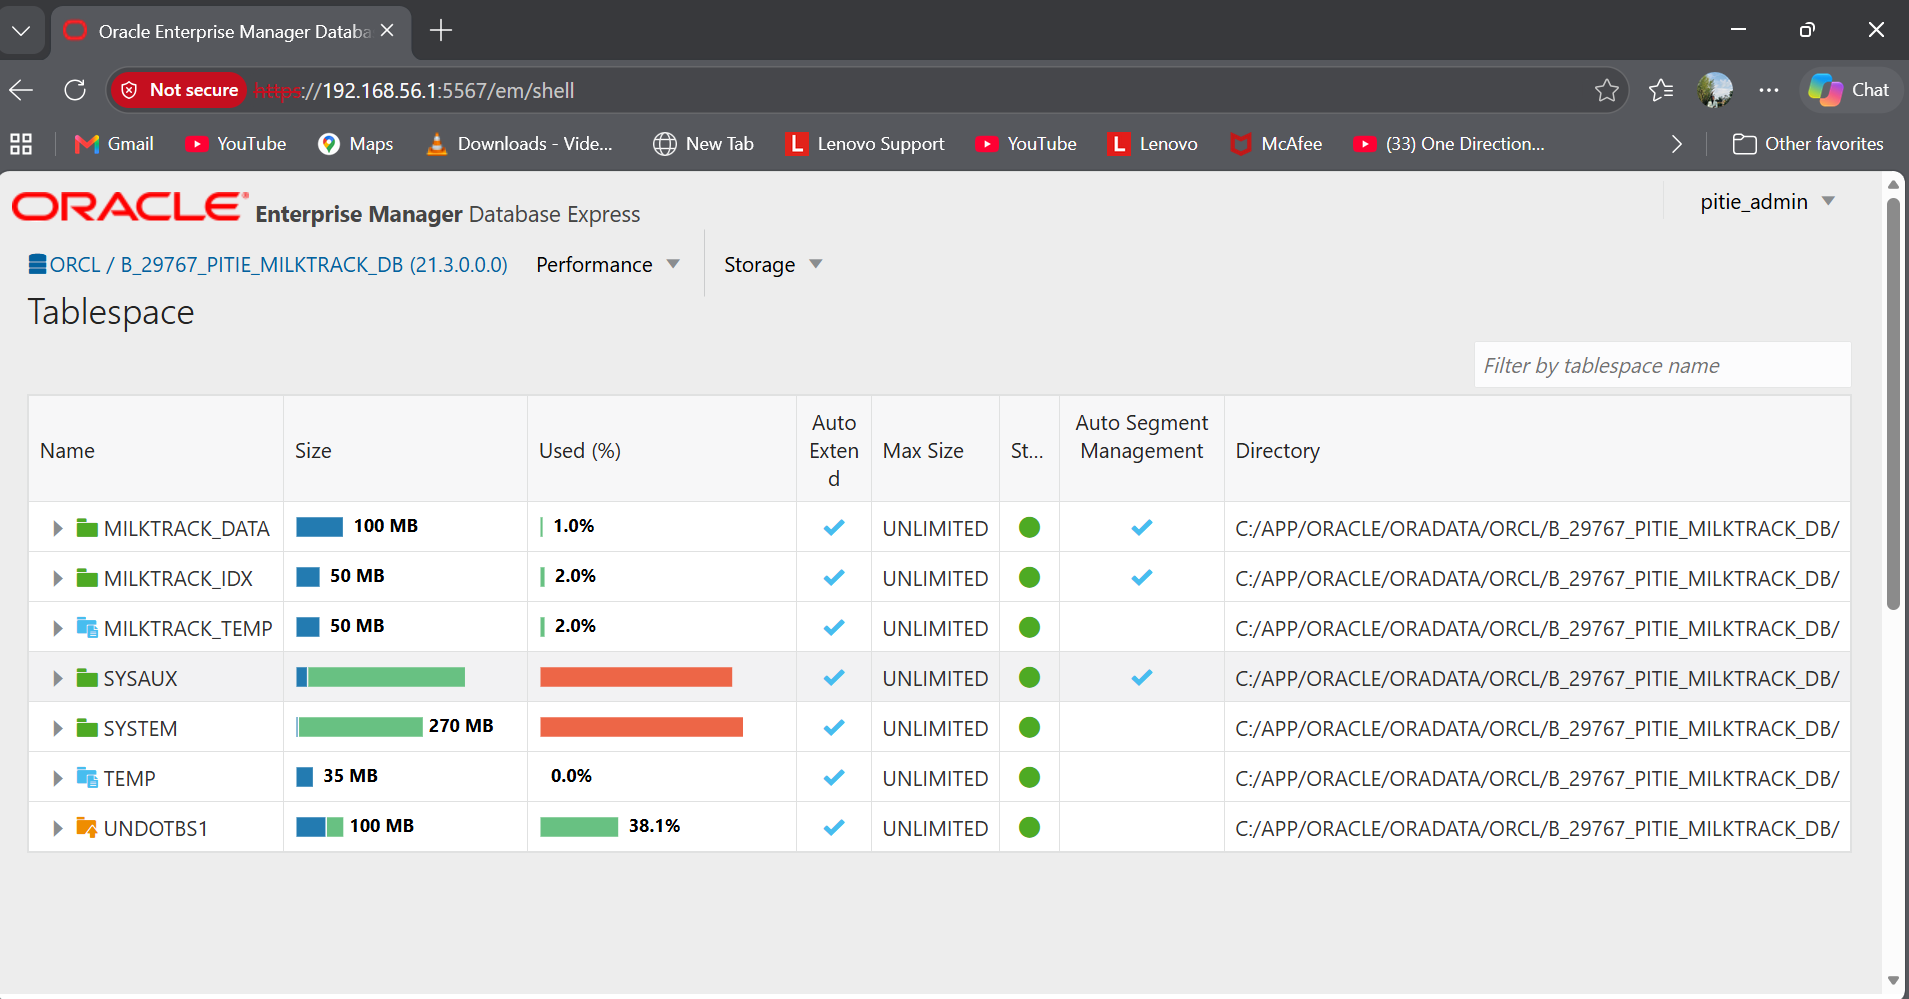 Oracle Enterprise Manager Databa
Not secure https://192.168.56.1:5567/em/shell Chat
Gmail YouTube Maps Downloads - Vide... New Tab Lenovo Support YouTube Lenovo McAfee (33) One Direction... Other favorites
ORACLE Enterprise Manager Database Express pitie_admin
ORCL / B_29767_PITIE_MILKTRACK_DB (21.3.0.0.0) Performance Storage
Tablespace
Filter by tablespace name
Name Size Used (%) Auto Extend Max Size St... Auto Segment Management Directory
MILKTRACK_DATA 100 MB 1.0% UNLIMITED C:/APP/ORACLE/ORADATA/ORCL/B_29767_PITIE_MILKTRACK_DB/
MILKTRACK_IDX 50 MB 2.0% UNLIMITED C:/APP/ORACLE/ORADATA/ORCL/B_29767_PITIE_MILKTRACK_DB/
MILKTRACK_TEMP 50 MB 2.0% UNLIMITED C:/APP/ORACLE/ORADATA/ORCL/B_29767_PITIE_MILKTRACK_DB/
SYSAUX UNLIMITED C:/APP/ORACLE/ORADATA/ORCL/B_29767_PITIE_MILKTRACK_DB/
SYSTEM 270 MB UNLIMITED C:/APP/ORACLE/ORADATA/ORCL/B_29767_PITIE_MILKTRACK_DB/
TEMP 35 MB 0.0% UNLIMITED C:/APP/ORACLE/ORADATA/ORCL/B_29767_PITIE_MILKTRACK_DB/
UNDOTBS1 100 MB 38.1% UNLIMITED C:/APP/ORACLE/ORADATA/ORCL/B_29767_PITIE_MILKTRACK_DB/